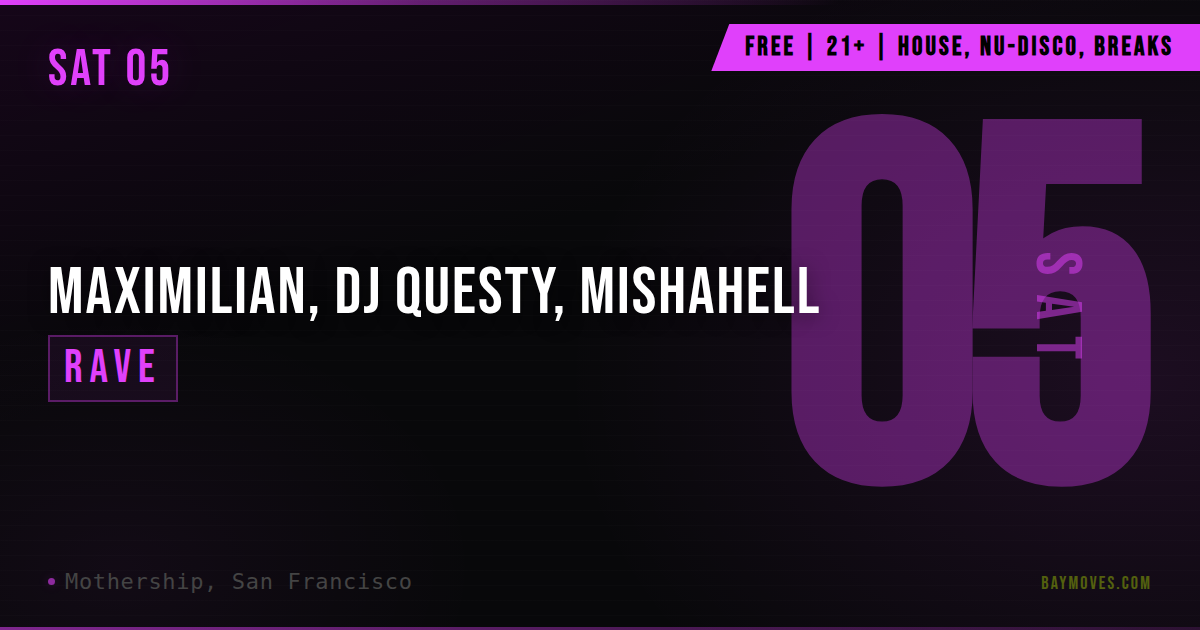 SAT 05
FREE | 21+ | HOUSE, NU-DISCO, BREAKS
05
SAT
MAXIMILIAN, DJ QUESTY, MISHAHELL
RAVE
Mothership, San Francisco
BAYMOVES.COM